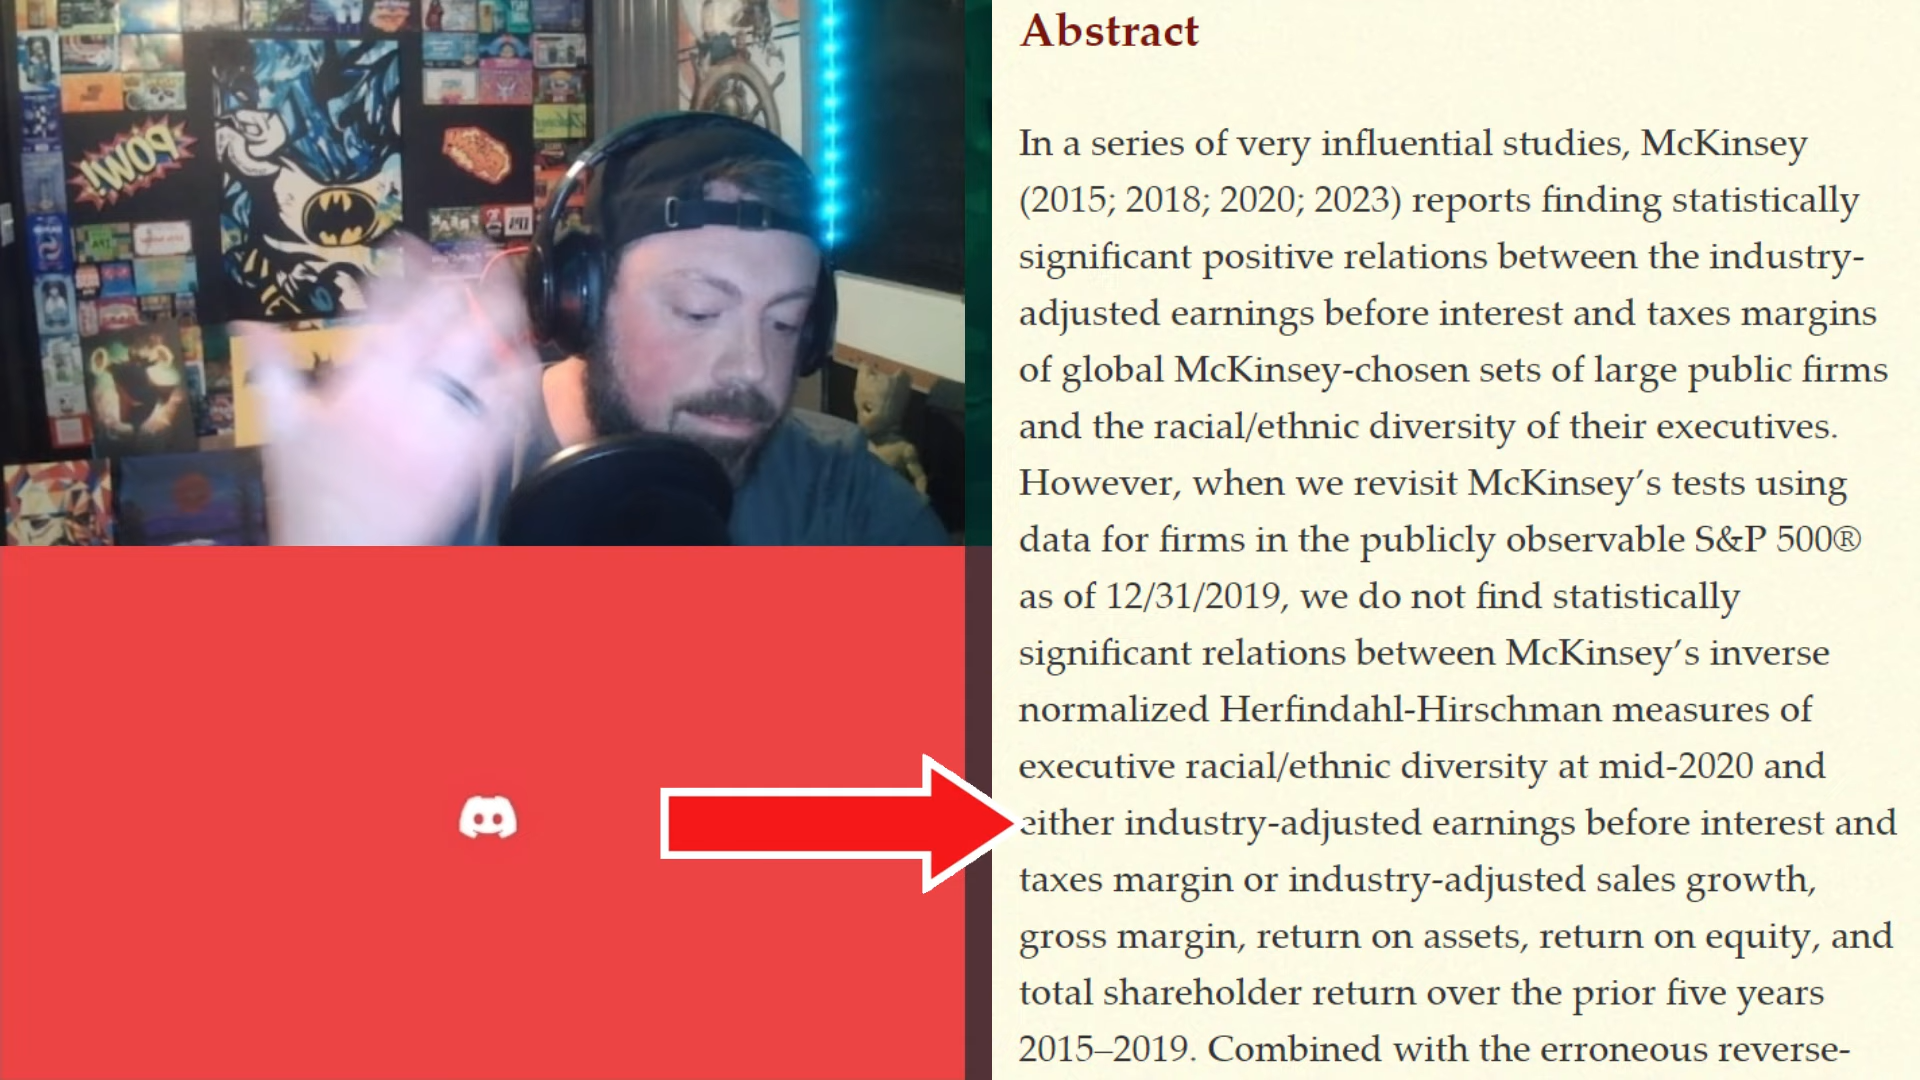 POW!
Abstract
In a series of very influential studies, McKinsey
(2015; 2018; 2020; 2023) reports finding statistically
significant positive relations between the industry-
adjusted earnings before interest and taxes margins
of global McKinsey-chosen sets of large public firms
and the racial/ethnic diversity of their executives.
However, when we revisit McKinsey’s tests using
data for firms in the publicly observable S&P 500®
as of 12/31/2019, we do not find statistically
significant relations between McKinsey’s inverse
normalized Herfindahl-Hirschman measures of
executive racial/ethnic diversity at mid-2020 and
either industry-adjusted earnings before interest and
taxes margin or industry-adjusted sales growth,
gross margin, return on assets, return on equity, and
total shareholder return over the prior five years
2015–2019. Combined with the erroneous reverse-